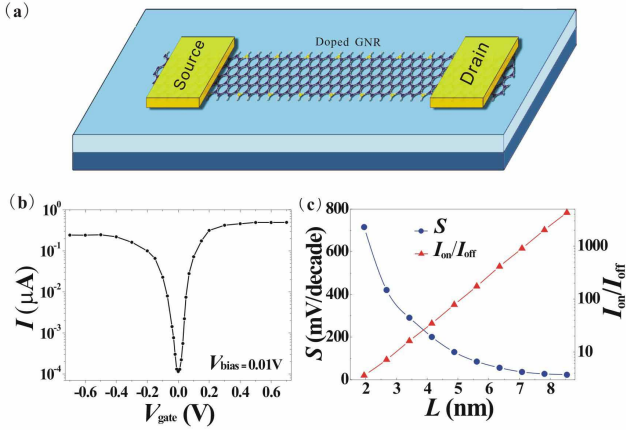 (a)
Doped GNR
Source
Drain
(b)
I (μA)
10^0
10^-1
10^-2
10^-3
10^-4
-0.6 -0.4 -0.2 0.0 0.2 0.4 0.6
V_gate (V)
V_bias=0.01V
(c)
S (mV/decade)
800
600
400
200
0
S
I_on/I_off
2 3 4 5 6 7 8
L (nm)
1000
100
10
I_on/I_off